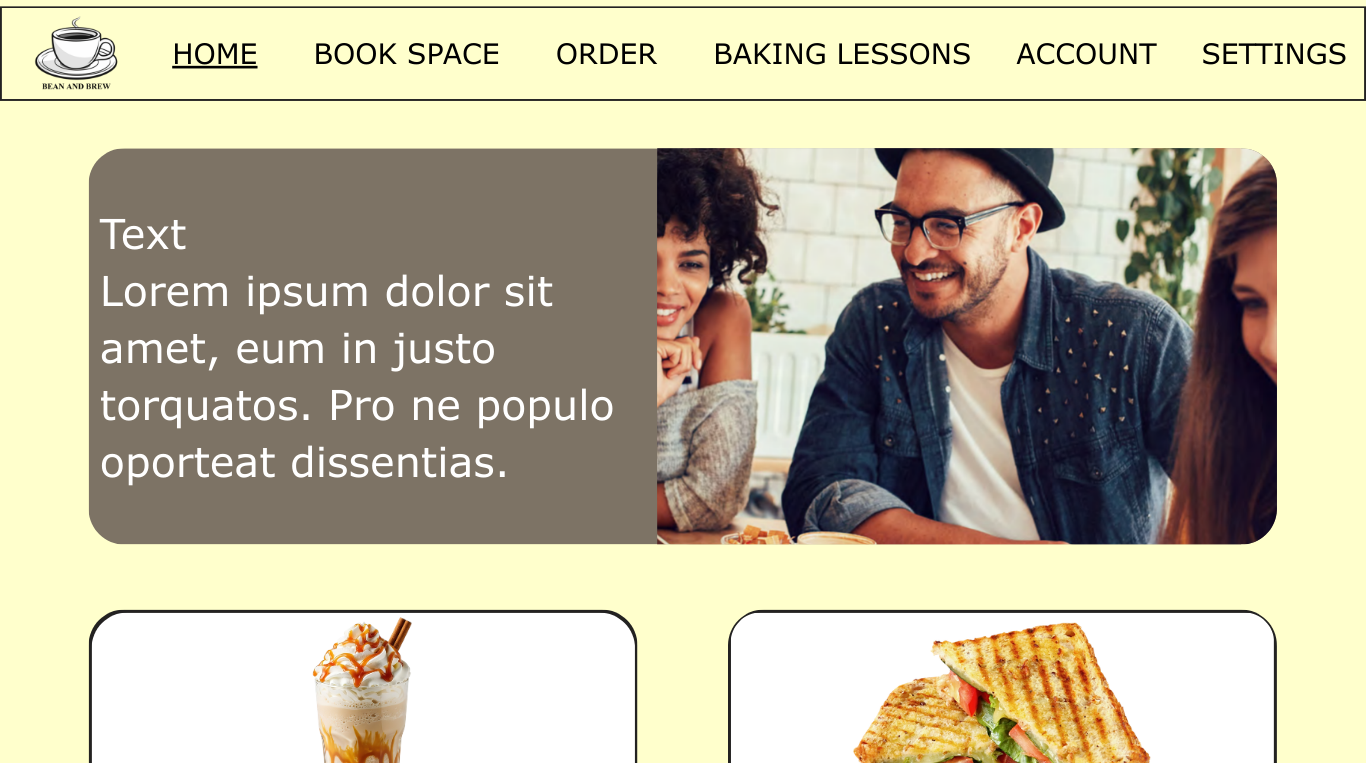 HOME BOOK SPACE ORDER BAKING LESSONS ACCOUNT SETTINGS
BEAN AND BREW
Text
Lorem ipsum dolor sit
amet, eum in justo
torquatos. Pro ne populo
oporteat dissentias.